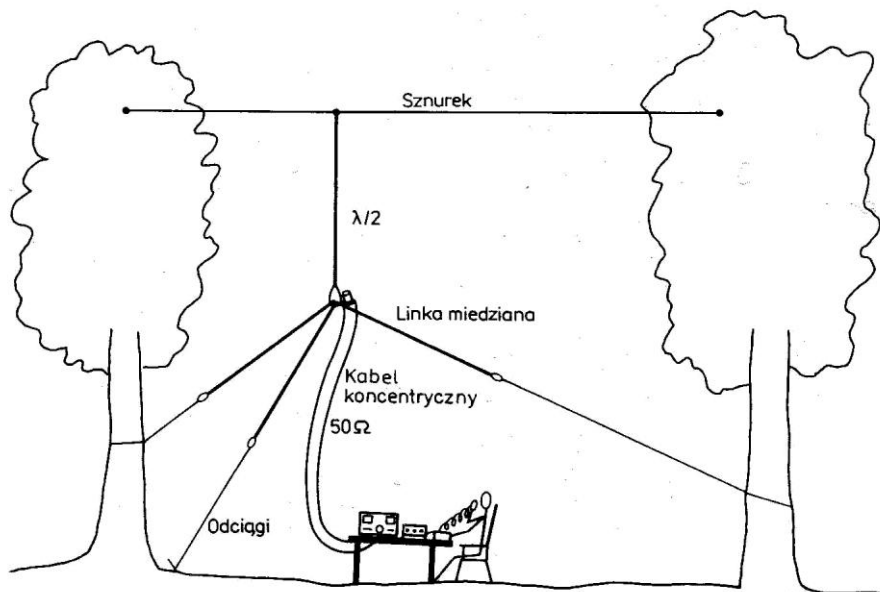 Sznurek
λ/2
Linka miedziana
Kabel
koncentryczny
50Ω
Odciągi